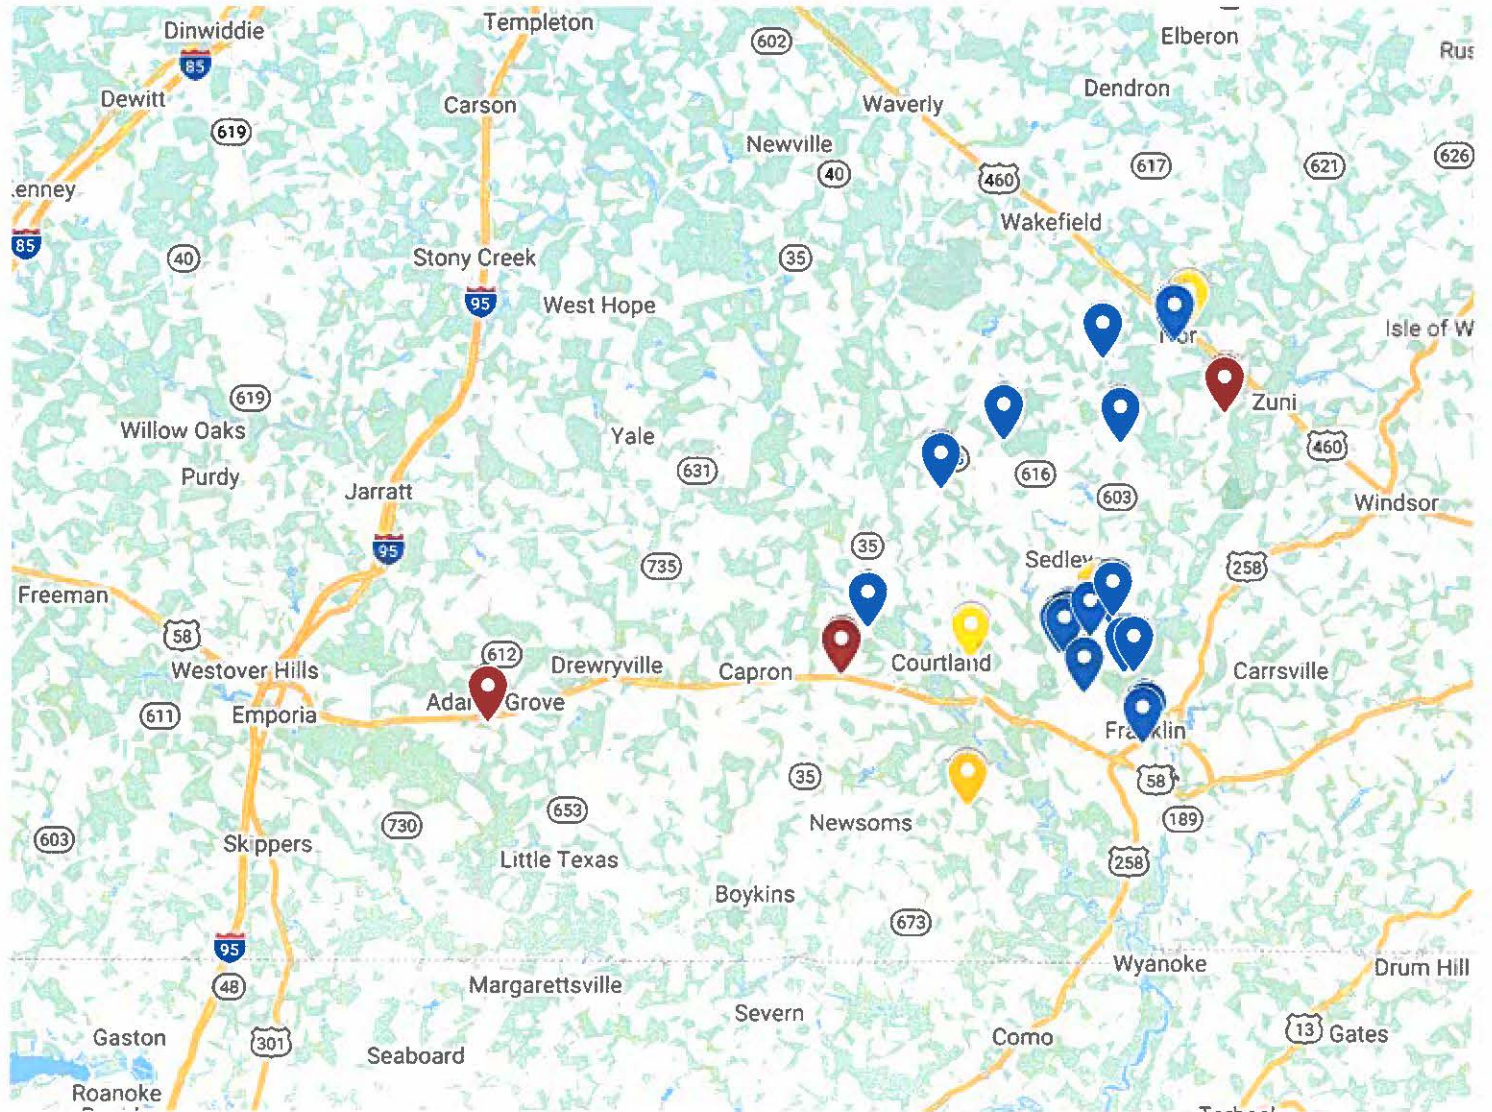 Templeton
Dinwiddie
Elberon
602
85
Rus
Dewitt
Dendron
Carson
Waverly
619
Newville
626
617
621
40
460
enney
Wakefield
85
40
Stony Creek
35
95
West Hope
Isle of W
Zuni
619
Willow Oaks
Yale
460
631
616
Purdy
Jarratt
603
Windsor
95
35
Sedley
735
258
Freeman
58
612
Westover Hills
Drewryville
Capron
Courtland
Carrsville
Grove
611
Emporia
35
58
653
189
Newsoms
603
730
Skippers
Little Texas
258
Boykins
673
95
Wyanoke
Drum Hill
48
Margarettsville
Severn
13
Gates
Gaston
301
Como
Seaboard
Roanoke